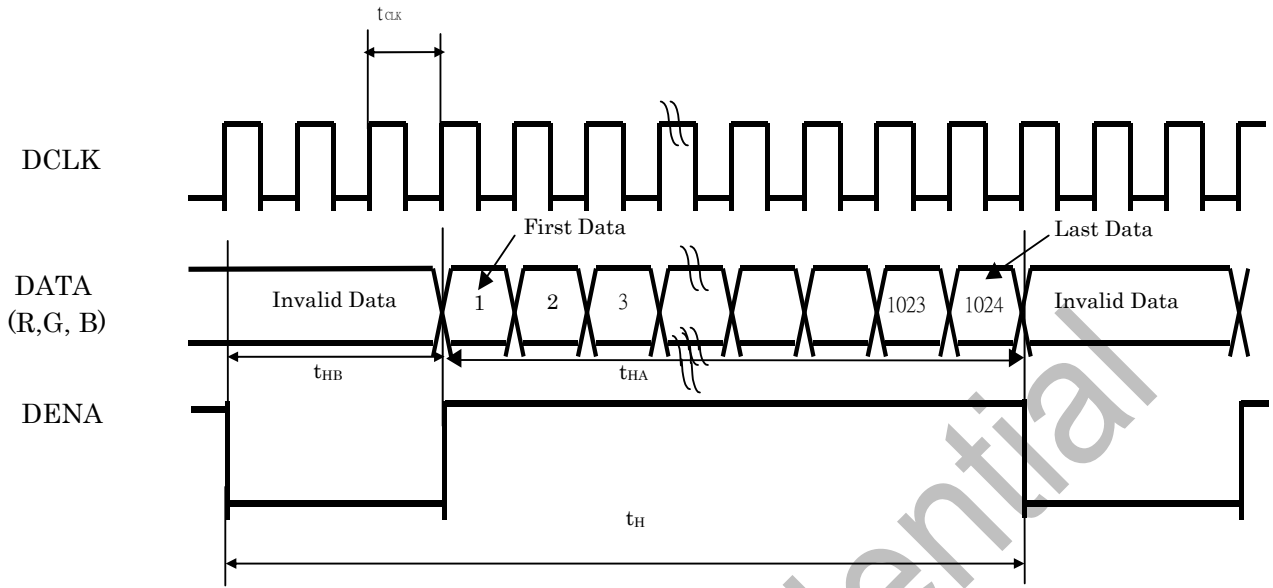 tCLK
DCLK
First Data
Last Data
DATA
(R,G, B)
Invalid Data
1
2
3
1023
1024
Invalid Data
tHB
tHA
DENA
tH